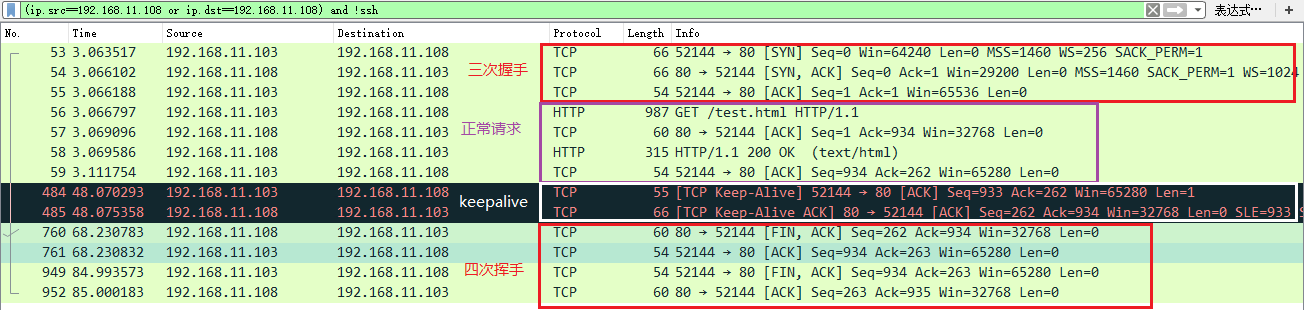 (ip.src==192.168.11.108 or ip.dst==192.168.11.108) and !ssh 表达式… +
No. Time Source Destination Protocol Length Info
53 3.063517 192.168.11.103 192.168.11.108 TCP 66 52144 → 80 [SYN] Seq=0 Win=64240 Len=0 MSS=1460 WS=256 SACK_PERM=1
三次握手 54 3.066102 192.168.11.108 192.168.11.103 TCP 66 80 → 52144 [SYN, ACK] Seq=0 Ack=1 Win=29200 Len=0 MSS=1460 SACK_PERM=1 WS=1024
55 3.066188 192.168.11.103 192.168.11.108 TCP 54 52144 → 80 [ACK] Seq=1 Ack=1 Win=65536 Len=0
56 3.066797 192.168.11.103 192.168.11.108 HTTP 987 GET /test.html HTTP/1.1
正常请求 57 3.069096 192.168.11.108 192.168.11.103 TCP 60 80 → 52144 [ACK] Seq=1 Ack=934 Win=32768 Len=0
58 3.069586 192.168.11.108 192.168.11.103 HTTP 315 HTTP/1.1 200 OK (text/html)
59 3.111754 192.168.11.103 192.168.11.108 TCP 54 52144 → 80 [ACK] Seq=934 Ack=262 Win=65280 Len=0
484 48.070293 192.168.11.103 192.168.11.108 keepalive TCP 55 [TCP Keep-Alive] 52144 → 80 [ACK] Seq=933 Ack=262 Win=65280 Len=1
485 48.075358 192.168.11.108 192.168.11.103 TCP 66 [TCP Keep-Alive ACK] 80 → 52144 [ACK] Seq=262 Ack=934 Win=32768 Len=0 SLE=933 S
760 68.230783 192.168.11.108 192.168.11.103 TCP 60 80 → 52144 [FIN, ACK] Seq=262 Ack=934 Win=32768 Len=0
761 68.230832 192.168.11.103 192.168.11.108 TCP 54 52144 → 80 [ACK] Seq=934 Ack=263 Win=65280 Len=0
四次挥手 949 84.993573 192.168.11.103 192.168.11.108 TCP 54 52144 → 80 [FIN, ACK] Seq=934 Ack=263 Win=65280 Len=0
952 85.000183 192.168.11.108 192.168.11.103 TCP 60 80 → 52144 [ACK] Seq=263 Ack=935 Win=32768 Len=0